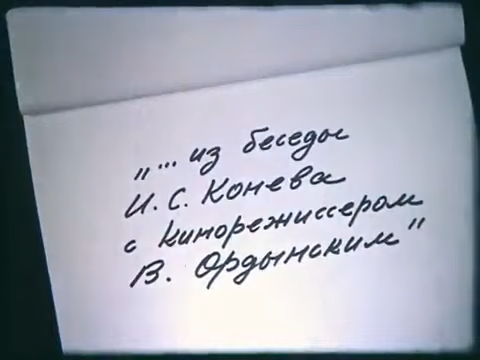 „... из беседы
И. С. Конева
с кинорежиссером
В. Ордынским"